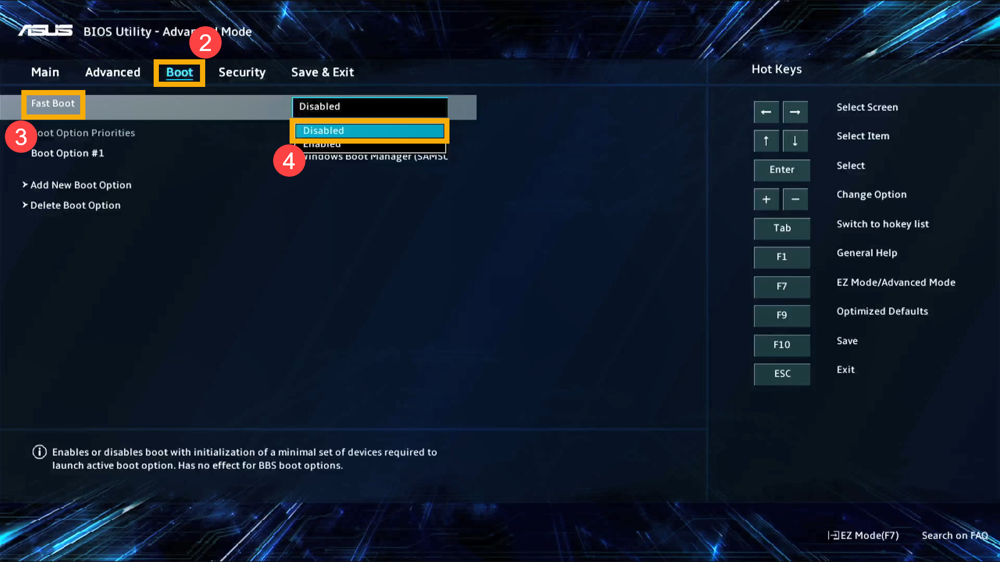 ASUS BIOS Utility - Advan Mode
2
Main Advanced Boot Security Save & Exit
Hot Keys
Fast Boot
Disabled
Disabled
Enabled
3
oot Option Priorities
Boot Option #1
4
Windows Boot Manager (SAMSU
Add New Boot Option
Delete Boot Option
← → Select Screen
↑ ↓ Select Item
Enter Select
+ - Change Option
Tab Switch to hokey list
F1 General Help
F7 EZ Mode/Advanced Mode
F9 Optimized Defaults
F10 Save
ESC Exit
Enables or disables boot with initialization of a minimal set of devices required to
launch active boot option. Has no effect for BBS boot options.
EZ Mode(F7) Search on FAQ